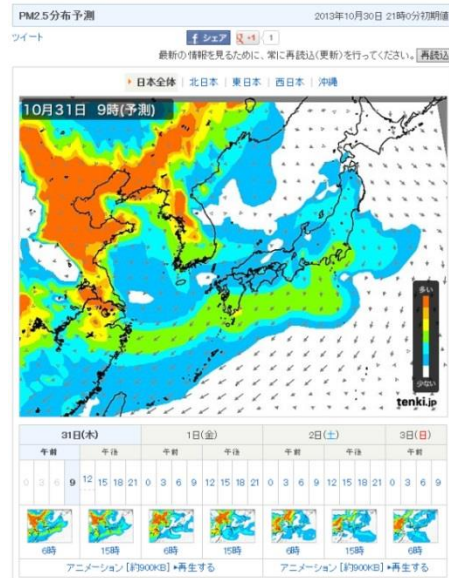 PM2.5分布予測
2013年10月30日 21時0分初期値
ツイート
f シェア
+1
1
最新の情報を見るために、常に再読込(更新)を行ってください。 再読込
日本全体 | 北日本 | 東日本 | 西日本 | 沖縄
10月31日 9時(予測)
多い
少ない
tenki.jp
31日(木) 1日(金) 2日(土) 3日(日)
午前 午後 午前 午後 午前 午後 午前
0 3 6 9 12 15 18 21 0 3 6 9 12 15 18 21 0 3 6 9 12 15 18 21 0 3 6 9
6時 15時 6時 15時 6時 15時 6時
アニメーション [約900KB] ▸再生する アニメーション [約900KB] ▸再生する